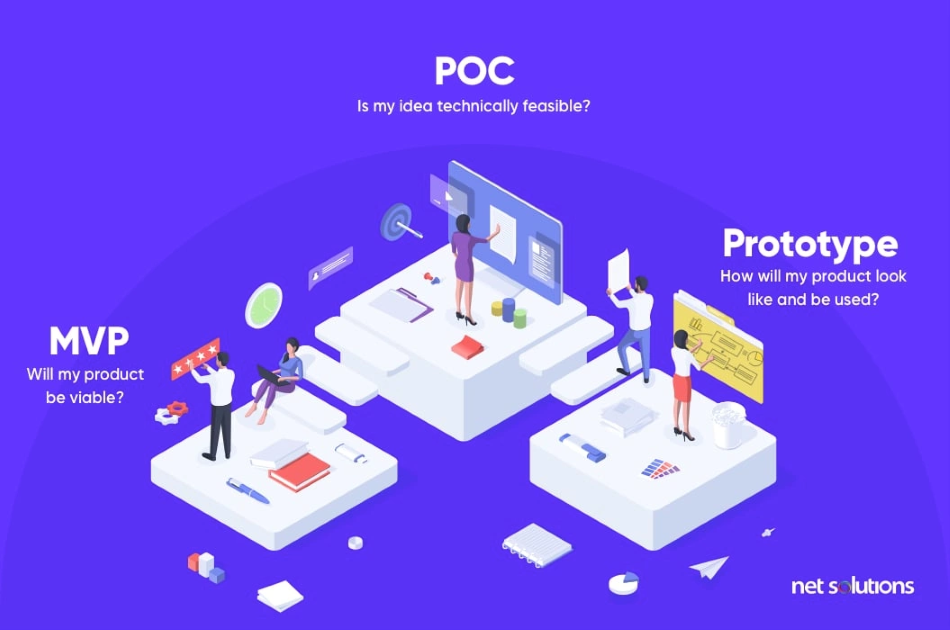 POC
Is my idea technically feasible?
Prototype
How will my product look
like and be used?
MVP
Will my product
be viable?
net solutions